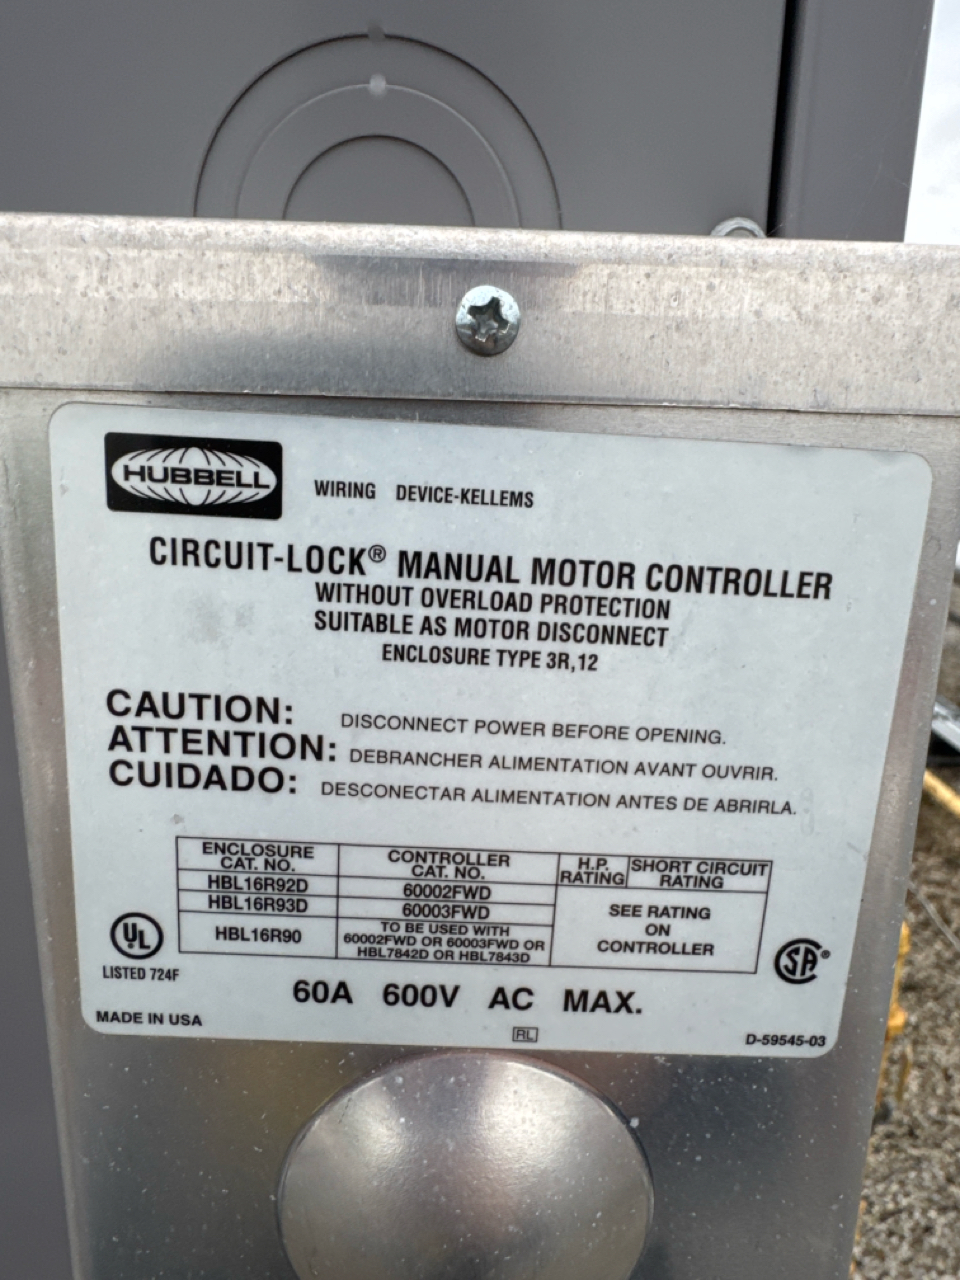 HUBBELL
WIRING DEVICE-KELLEMS
CIRCUIT-LOCK® MANUAL MOTOR CONTROLLER
WITHOUT OVERLOAD PROTECTION
SUITABLE AS MOTOR DISCONNECT
ENCLOSURE TYPE 3R,12
CAUTION: DISCONNECT POWER BEFORE OPENING.
ATTENTION: DEBRANCHER ALIMENTATION AVANT OUVRIR.
CUIDADO: DESCONECTAR ALIMENTATION ANTES DE ABRIRLA.
ENCLOSURE CAT. NO.
CONTROLLER CAT. NO.
H.P. RATING
SHORT CIRCUIT RATING
HBL16R92D 60002FWD
HBL16R93D 60003FWD
HBL16R90
TO BE USED WITH
60002FWD OR 60003FWD OR
HBL7842D OR HBL7843D
SEE RATING
ON
CONTROLLER
UL
LISTED 724F
SA®
60A 600V AC MAX.
MADE IN USA
RL
D-59545-03